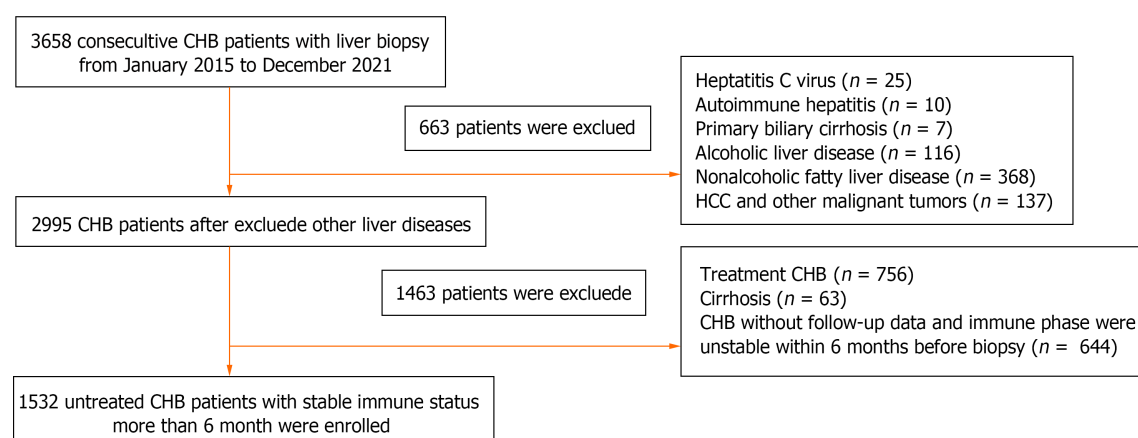 3658 consecutive CHB patients with liver biopsy
from January 2015 to December 2021
663 patients were exclued
Heptatitis C virus (n = 25)
Autoimmune hepatitis (n = 10)
Primary biliary cirrhosis (n = 7)
Alcoholic liver disease (n = 116)
Nonalcoholic fatty liver disease (n = 368)
HCC and other malignant tumors (n = 137)
2995 CHB patients after excluede other liver diseases
1463 patients were excluede
Treatment CHB (n = 756)
Cirrhosis (n = 63)
CHB without follow-up data and immune phase were
unstable within 6 months before biopsy (n = 644)
1532 untreated CHB patients with stable immune status
more than 6 month were enrolled